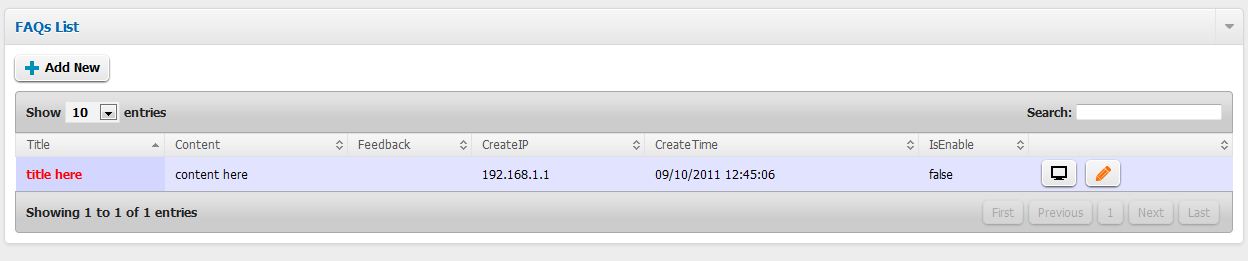 FAQs List
Add New
Show 10 entries Search:
Title Content Feedback CreateIP CreateTime IsEnable
title here content here 192.168.1.1 09/10/2011 12:45:06 false
Showing 1 to 1 of 1 entries First Previous 1 Next Last